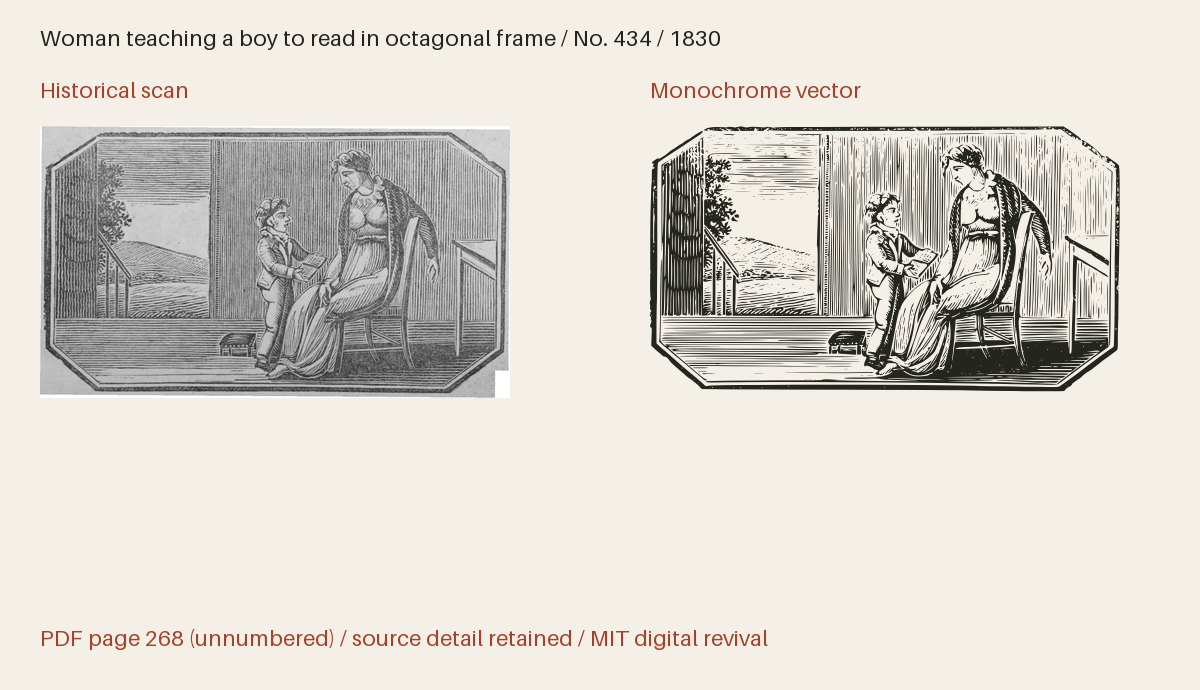 Woman teaching a boy to read in octagonal frame / No. 434 / 1830
Historical scan
Monochrome vector
PDF page 268 (unnumbered) / source detail retained / MIT digital revival